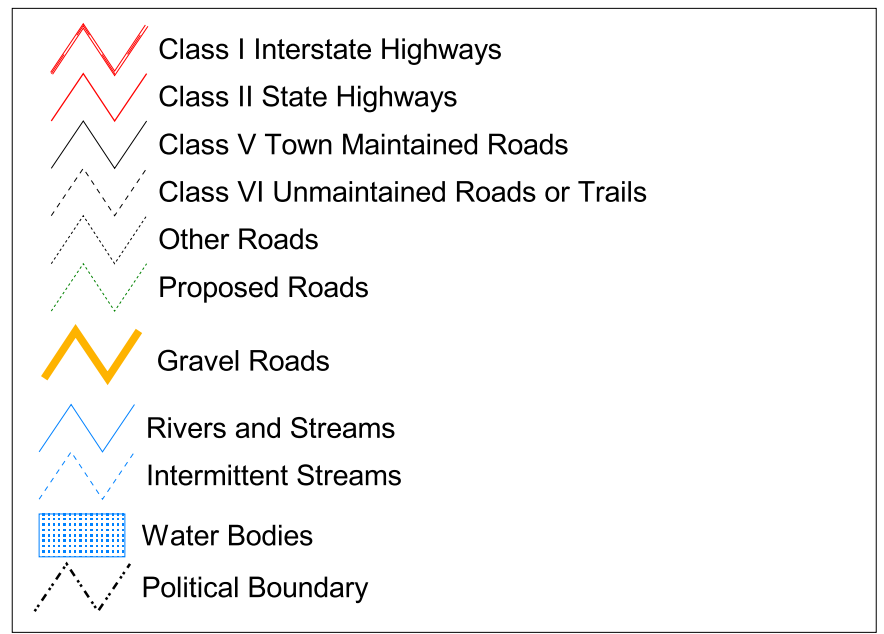 Class I Interstate Highways
Class II State Highways
Class V Town Maintained Roads
Class VI Unmaintained Roads or Trails
Other Roads
Proposed Roads
Gravel Roads
Rivers and Streams
Intermittent Streams
Water Bodies
Political Boundary